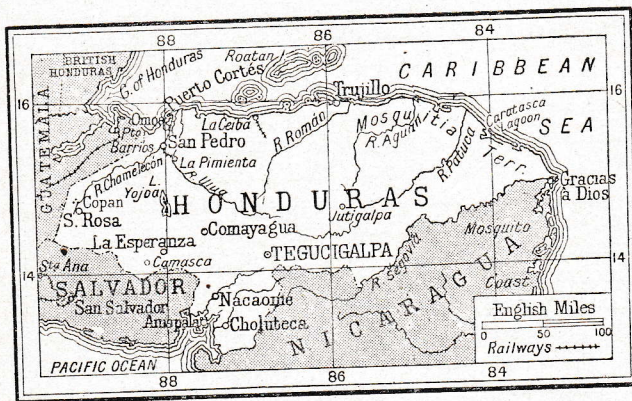 88
86
84
BRITISH
HONDURAS
G. of Honduras
Roatan
CARIBBEAN
SEA
16
16
Puerto Cortés
Trujillo
Omoa
Pto.
Barrios
La Ceiba
R. Román
Mosquitia
Terr.
R. Aguan
Caratasca
Lagoon
San Pedro
La Pimienta
R. Chamelecón
R. Ulua
R. Patuca
GUATEMALA
L.
Yojoa
HONDURAS
Gracias
a Dios
Copan
S. Rosa
Jutigalpa
Comayagua
Mosquito
Coast
La Esperanza
TEGUCIGALPA
Camasca
R. Segovia
14
14
Sta Ana
SALVADOR
San Salvador
Nacaome
Amapala
Choluteca
NICARAGUA
English Miles
0 50 100
Railways
PACIFIC OCEAN
88
86
84